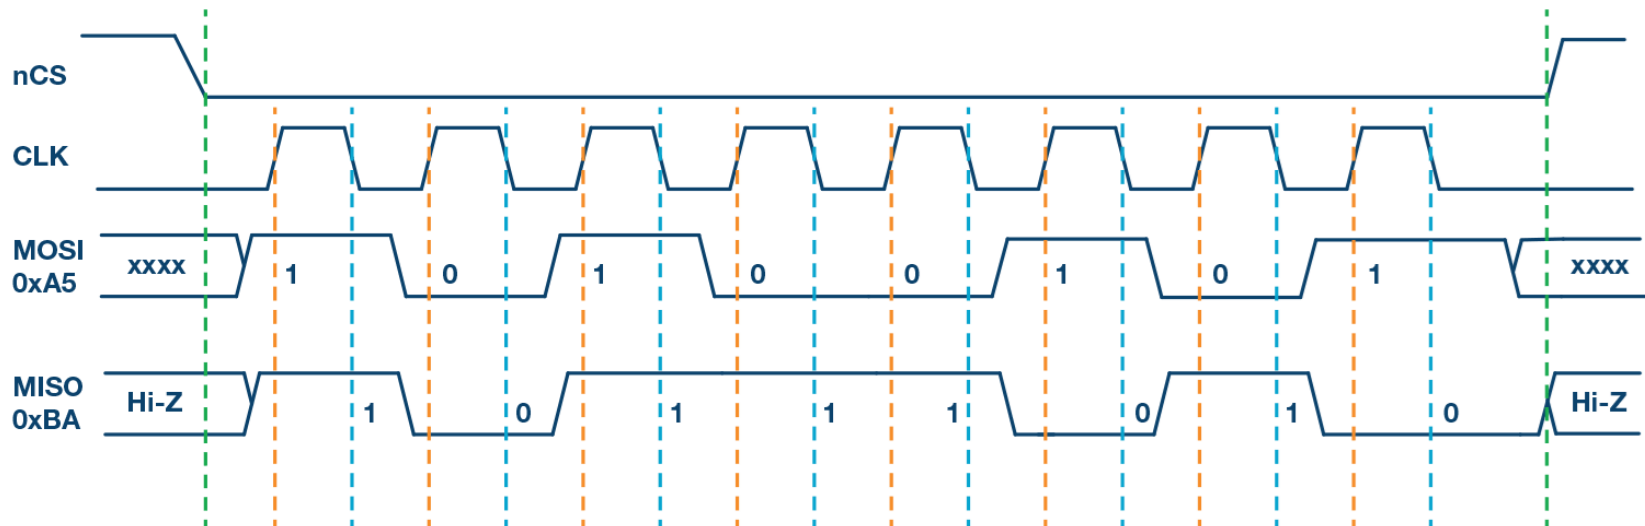 nCS
CLK
MOSI
0xA5
xxxx 1 0 1 0 0 1 0 1 xxxx
MISO
0xBA
Hi-Z 1 0 1 1 1 0 1 0 Hi-Z